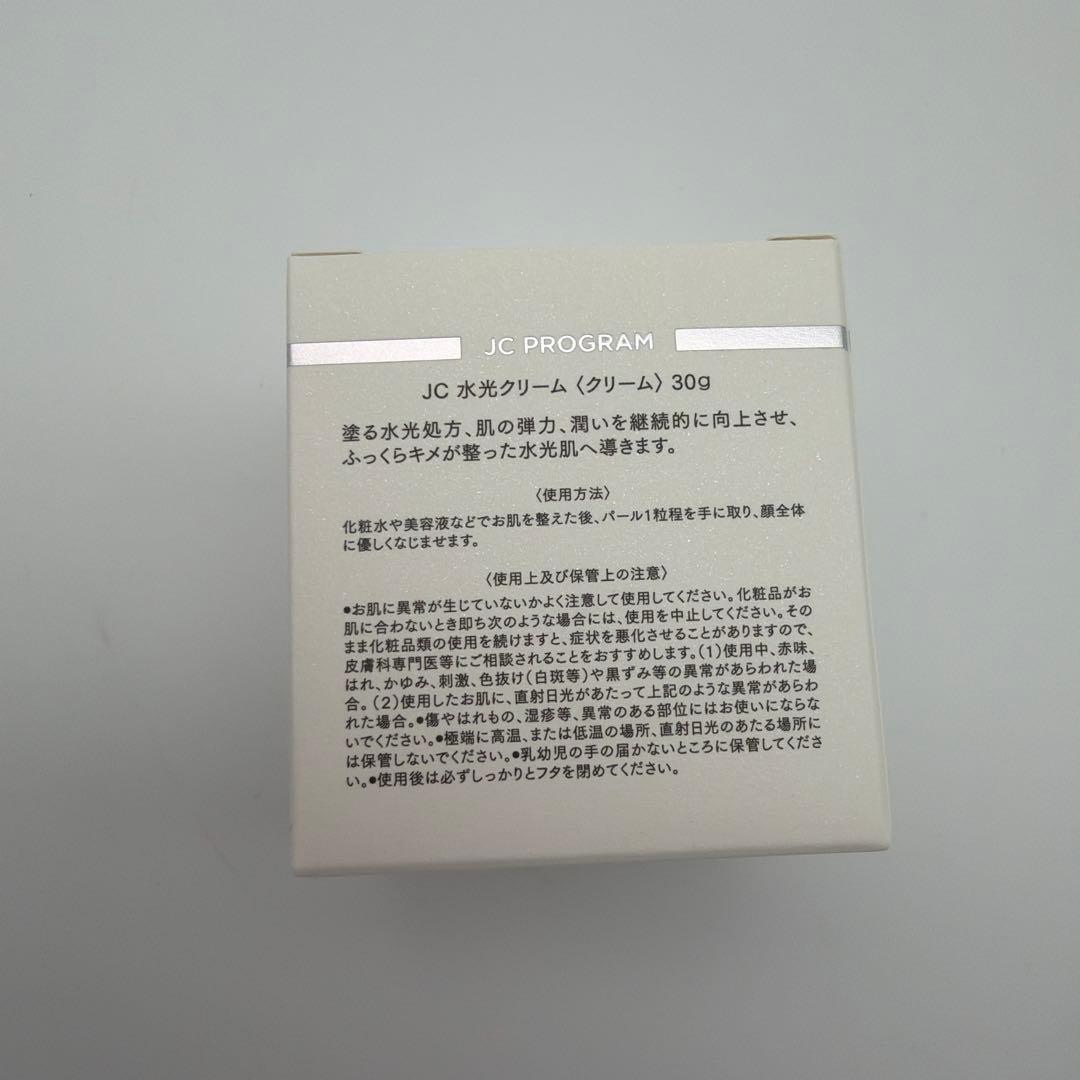 JC PROGRAM
JC 水光クリーム〈クリーム〉30g
塗る水光処方、肌の弾力、潤いを継続的に向上させ、
ふっくらキメが整った水光肌へ導きます。
〈使用方法〉
化粧水や美容液などでお肌を整えた後、パール1粒程を手に取り、顔全体
に優しくなじませます。
〈使用上及び保管上の注意〉
●お肌に異常が生じていないかよく注意して使用してください。化粧品がお
肌に合わないとき即ち次のような場合には、使用を中止してください。その
まま化粧品類の使用を続けますと、症状を悪化させることがありますので、
皮膚科専門医等にご相談されることをおすすめします。(1)使用中、赤味、
はれ、かゆみ、刺激、色抜け(白斑等)や黒ずみ等の異常があらわれた場
合。(2)使用したお肌に、直射日光があたって上記のような異常があらわ
れた場合。●傷やはれもの、湿疹等、異常のある部位にはお使いにならな
いでください。●極端に高温、または低温の場所、直射日光のあたる場所に
は保管しないでください。●乳幼児の手の届かないところに保管してくださ
い。●使用後は必ずしっかりとフタを閉めてください。